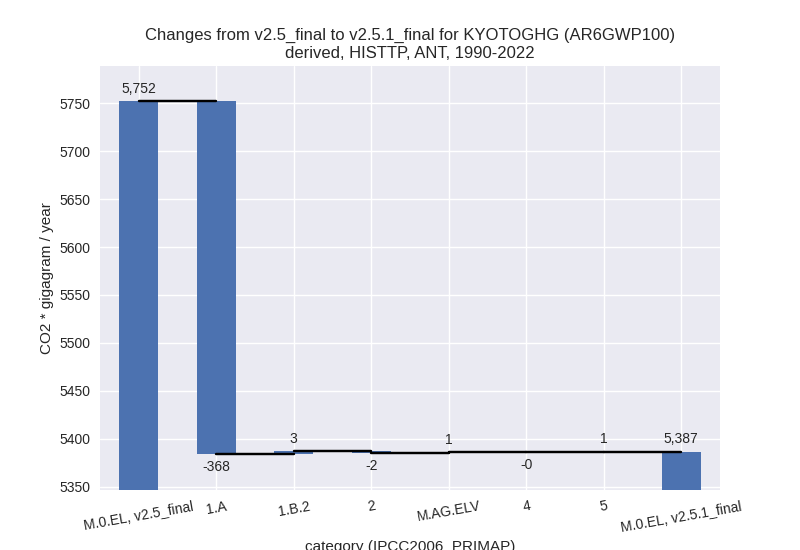 Changes from v2.5_final to v2.5.1_final for KYOTOGHG (AR6GWP100)
derived, HISTTP, ANT, 1990-2022
CO2 * gigagram / year
5750
5700
5650
5600
5550
5500
5450
5400
5350
5,752
-368
3
-2
1
-0
1
5,387
M.0.EL, v2.5_final
1.A
1.B.2
2
M.AG.ELV
4
5
M.0.EL, v2.5.1_final
category (IPCC2006_PRIMAP)